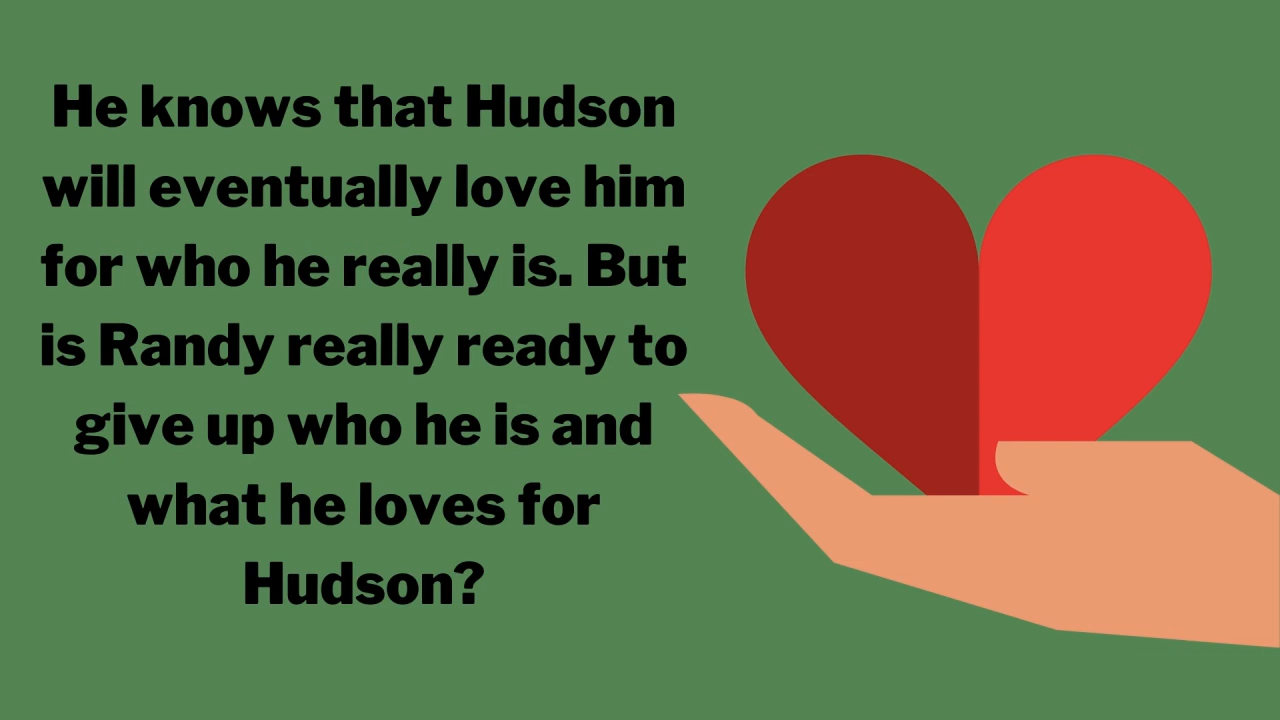 He knows that Hudson
will eventually love him
for who he really is. But
is Randy really ready to
give up who he is and
what he loves for
Hudson?